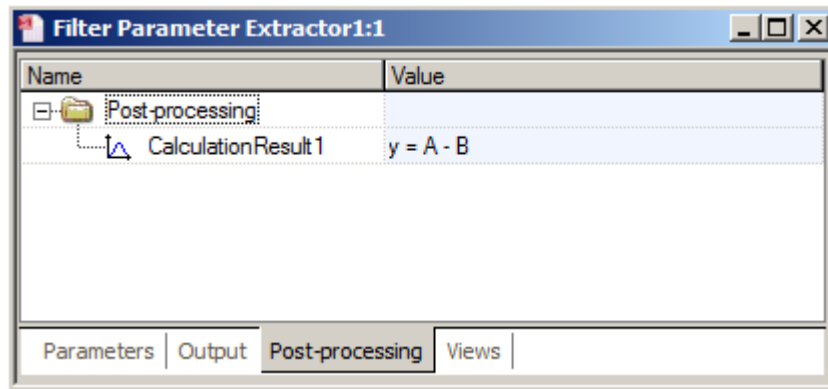 Filter Parameter Extractor1:1
Name Value
Post-processing
CalculationResult1 y = A - B
Parameters Output Post-processing Views